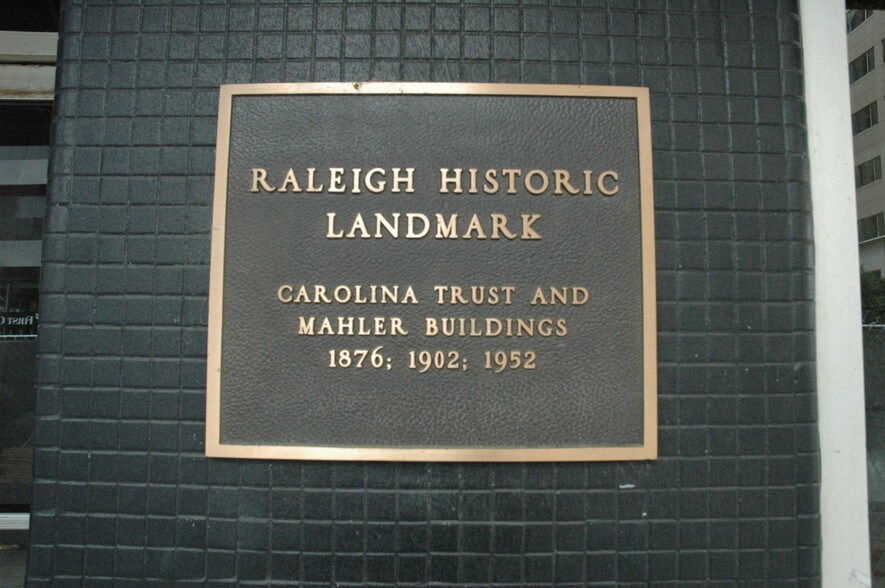 RALEIGH HISTORIC
LANDMARK
CAROLINA TRUST AND
MAHLER BUILDINGS
1876; 1902; 1952